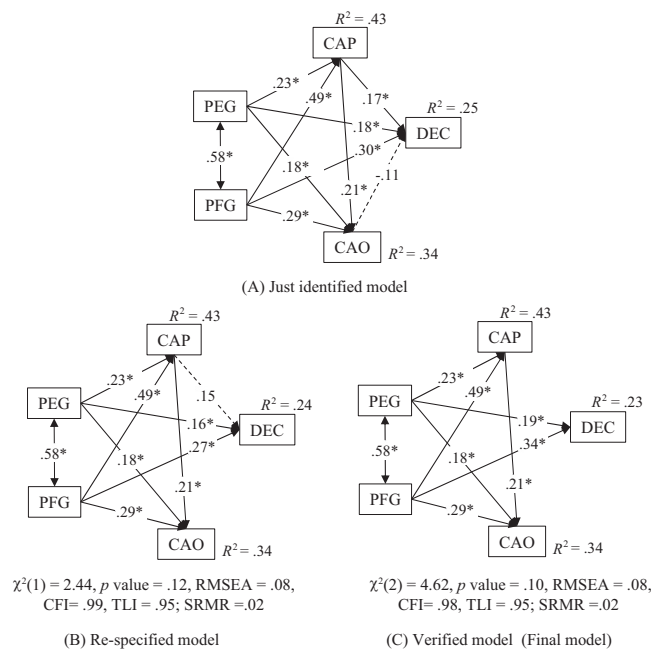 R² = .43
CAP
.23*
.49*
.17*
PEG
R² = .25
.18*
DEC
.30*
.58*
.18*
-.11
.21*
PFG
.29*
CAO
R² = .34
(A) Just identified model
R² = .43
CAP
.23*
.49*
.15
PEG
R² = .24
.16*
DEC
.27*
.58*
.18*
.21*
PFG
.29*
CAO
R² = .34
χ²(1) = 2.44, p value = .12, RMSEA = .08,
CFI= .99, TLI = .95; SRMR =.02
(B) Re-specified model
R² = .43
CAP
.23*
.49*
PEG
R² = .23
.19*
DEC
.34*
.58*
.18*
.21*
PFG
.29*
CAO
R² = .34
χ²(2) = 4.62, p value = .10, RMSEA = .08,
CFI= .98, TLI = .95; SRMR =.02
(C) Verified model (Final model)